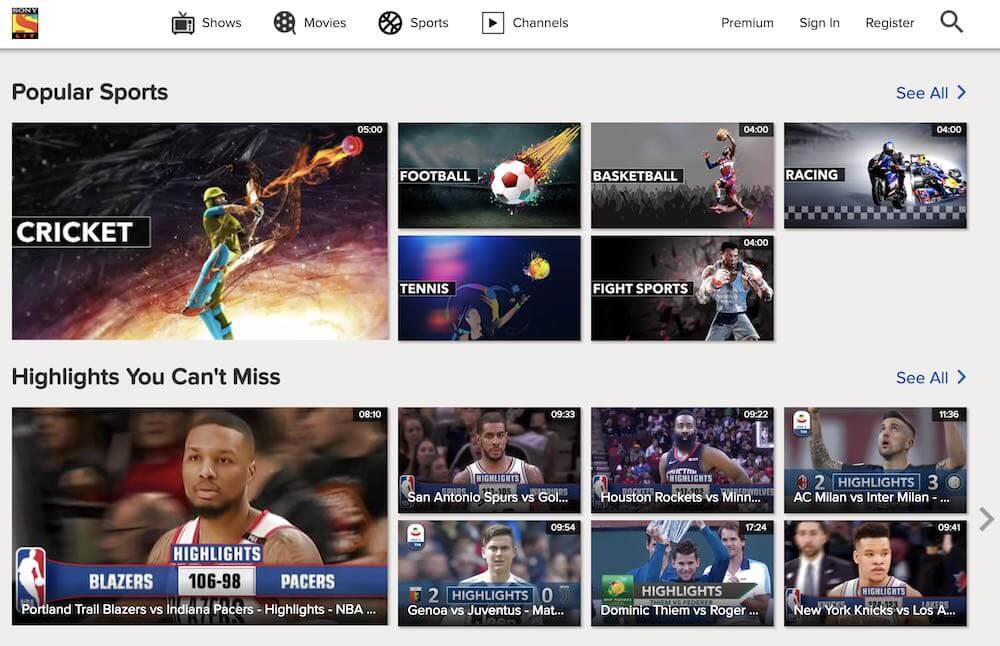 SONY
LIV
Shows
Movies
Sports
Channels
Premium
Sign In
Register
Popular Sports
See All
05:00
CRICKET
FOOTBALL
04:00
BASKETBALL
04:00
RACING
TENNIS
04:00
FIGHT SPORTS
Highlights You Can't Miss
See All
08:10
HIGHLIGHTS
BLAZERS 106-98 PACERS
Portland Trail Blazers vs Indiana Pacers - Highlights - NBA ...
09:33
HIGHLIGHTS
San Antonio Spurs vs Gol...
09:22
HIGHLIGHTS
Houston Rockets vs Minn...
11:36
2 HIGHLIGHTS 3
AC Milan vs Inter Milan - ...
09:54
2 HIGHLIGHTS 0
Genoa vs Juventus - Mat...
17:24
HIGHLIGHTS
THIEM VS FEDERER
Dominic Thiem vs Roger ...
09:41
HIGHLIGHTS
New York Knicks vs Los A...